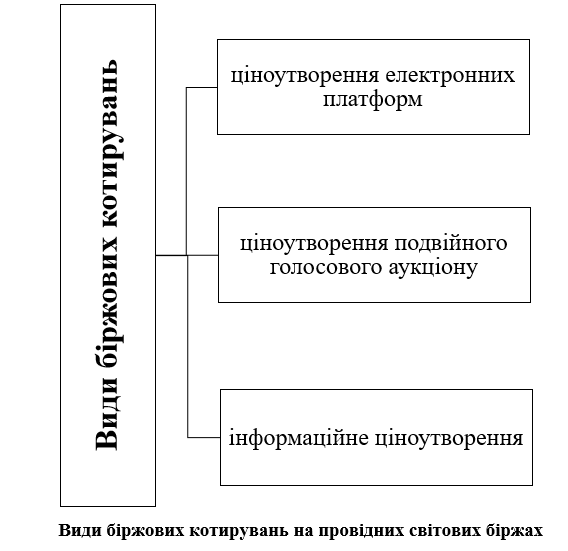 Види біржових котирувань
ціноутворення електронних
платформ
ціноутворення подвійного
голосового аукціону
інформаційне ціноутворення
Види біржових котирувань на провідних світових біржах